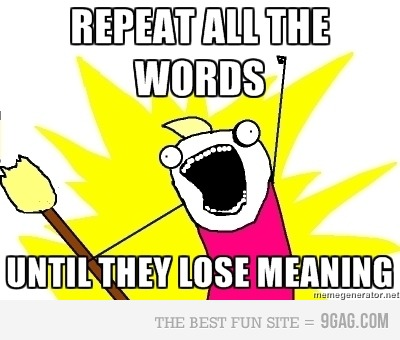 REPEAT ALL THE
WORDS
UNTIL THEY LOSE MEANING
memegenerator.net
THE BEST FUN SITE = 9GAG.COM